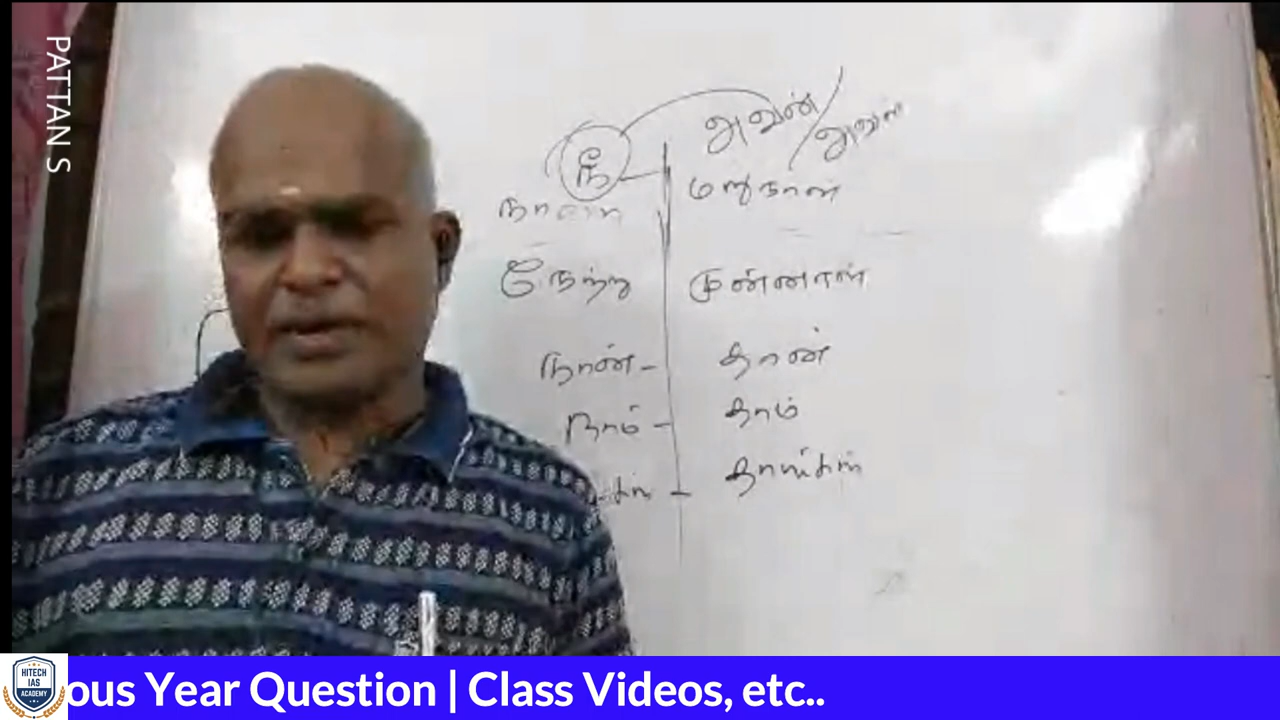 PATTAN S
நீ - அவன் / அவள்
நாளை மறுநாள்
நேற்று முன்னாள்
நான் - தான்
நாம் - தாம்
தாங்கள்
HITECH IAS ACADEMY
ous Year Question | Class Videos, etc..